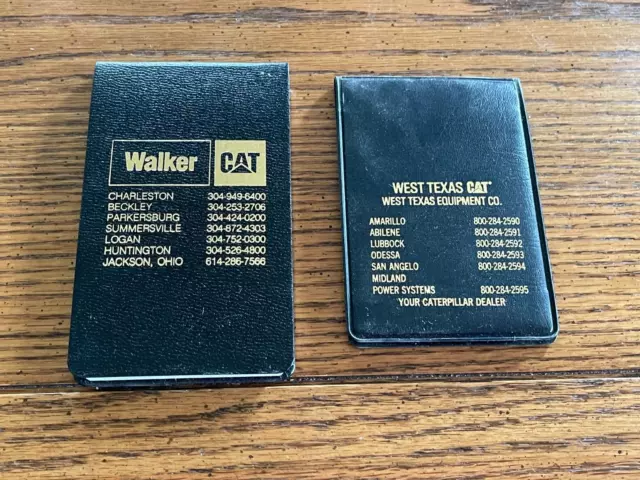 Walker CAT
CHARLESTON 304-949-6400
BECKLEY 304-253-2706
PARKERSBURG 304-424-0200
SUMMERSVILLE 304-872-4303
LOGAN 304-752-0300
HUNTINGTON 304-526-4800
JACKSON, OHIO 614-286-7566
WEST TEXAS CAT
WEST TEXAS EQUIPMENT CO.
AMARILLO 800-284-2590
ABILENE 800-284-2591
LUBBOCK 800-284-2592
ODESSA 800-284-2593
SAN ANGELO 800-284-2594
MIDLAND
POWER SYSTEMS 800-284-2595
YOUR CATERPILLAR DEALER